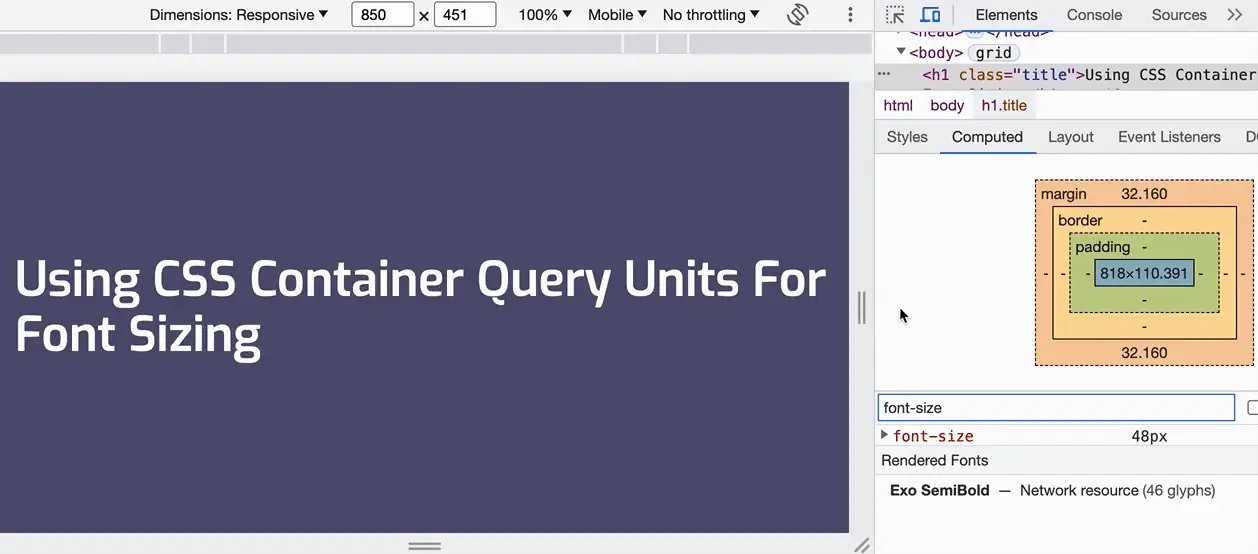 Dimensions: Responsive ▼ 850 × 451 100% ▼ Mobile ▼ No throttling ▼
Elements Console Sources
<body> grid
<h1 class="title">Using CSS Container
html body h1.title
Styles Computed Layout Event Listeners
margin 32.160
border -
padding -
- - - 818×110.391 - - -
-
-
32.160
Using CSS Container Query Units For
Font Sizing
font-size
font-size 48px
Rendered Fonts
Exo SemiBold — Network resource (46 glyphs)